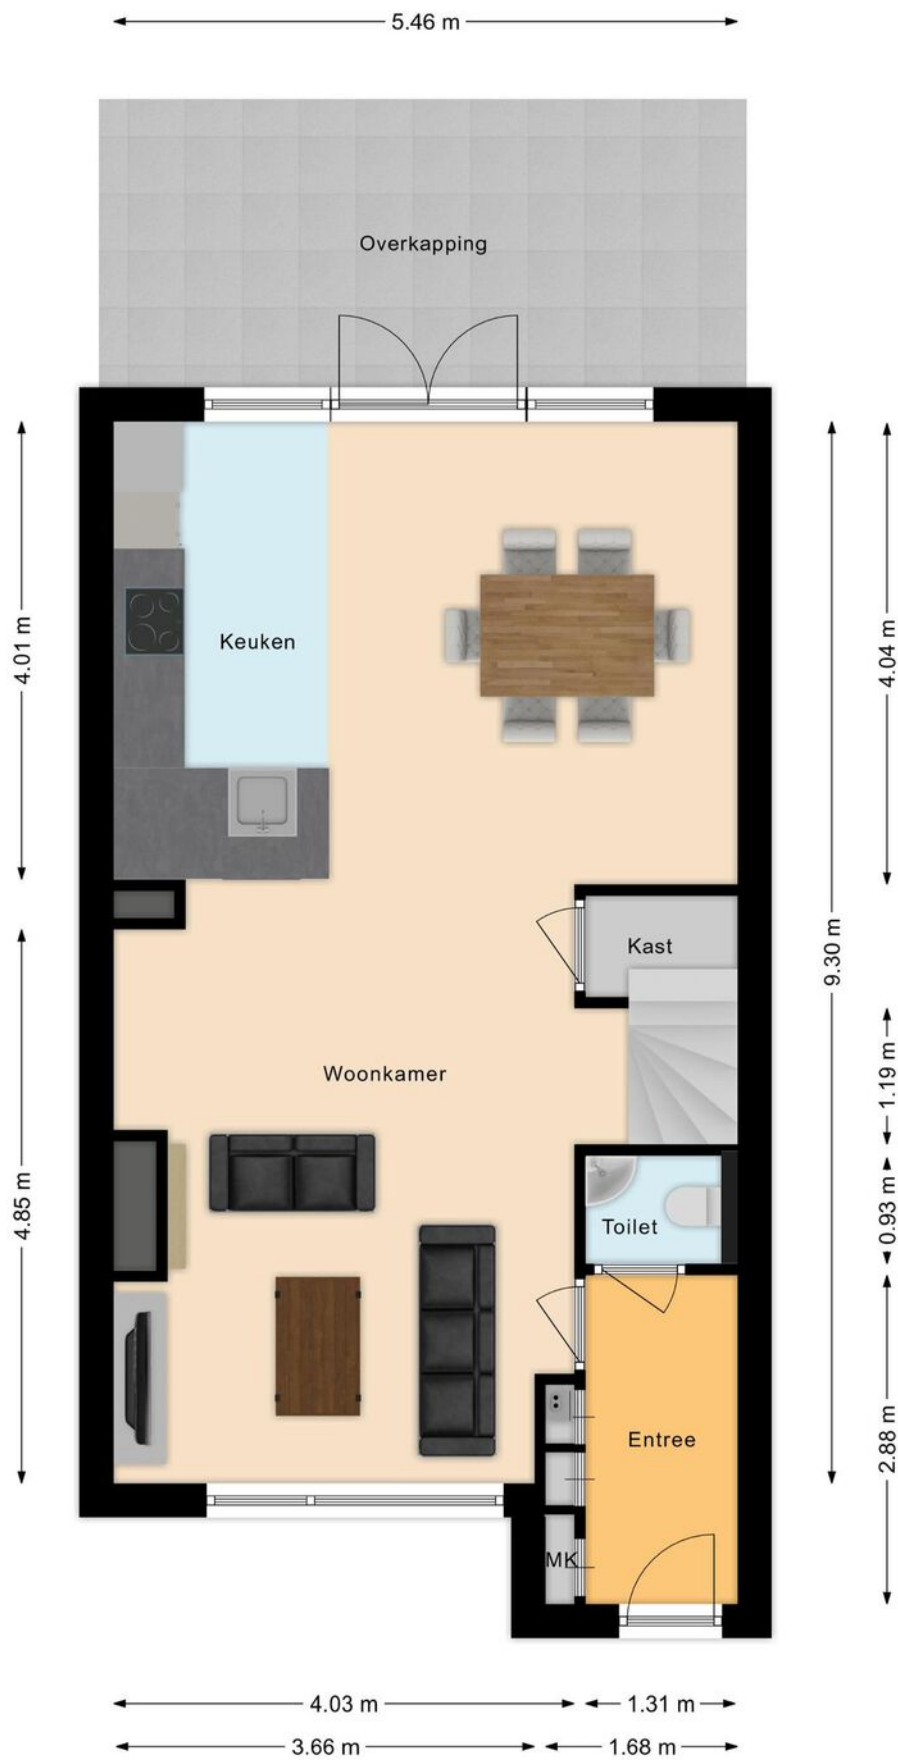 5.46 m
Overkapping
Keuken
4.01 m
4.04 m
9.30 m
Kast
Woonkamer
1.19 m
4.85 m
0.93 m
Toilet
Entree
2.88 m
MK
4.03 m
1.31 m
3.66 m
1.68 m